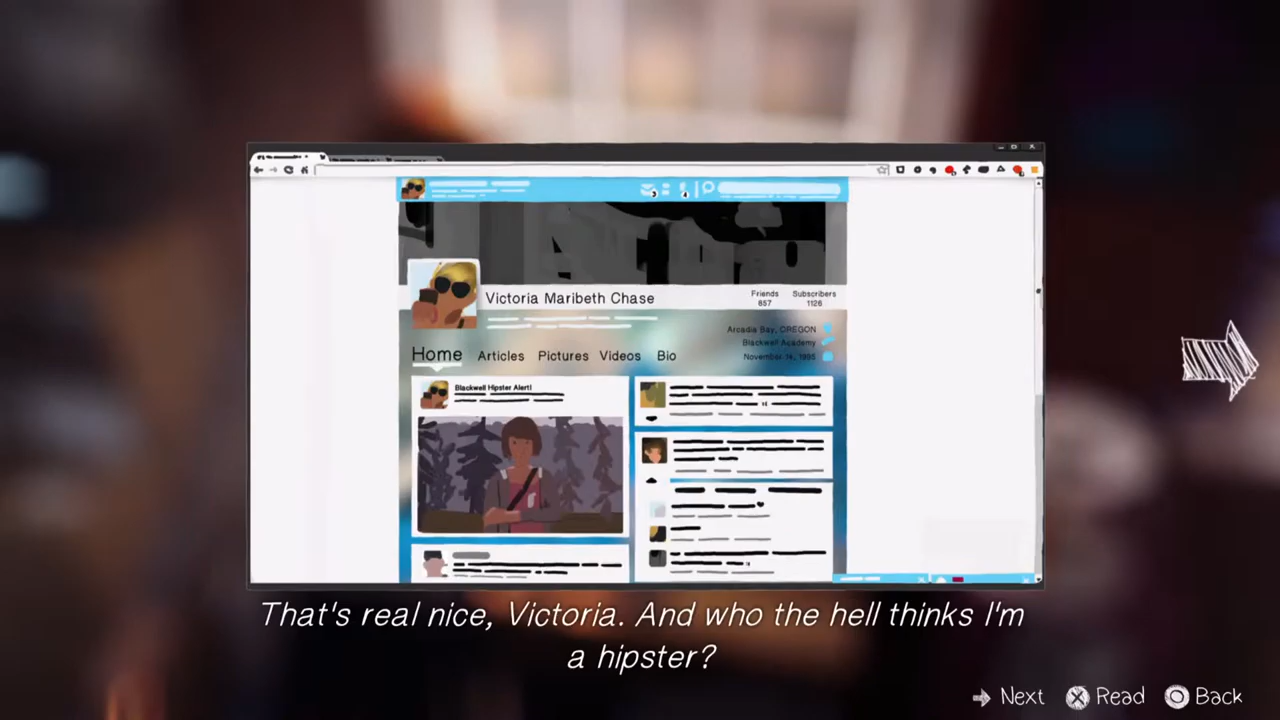 Victoria Maribeth Chase
Friends
857
Subscribers
1126
Arcadia Bay, OREGON
Blackwell Academy
November 14, 1995
Home Articles Pictures Videos Bio
Blackwell Hipster Alert!
That's real nice, Victoria. And who the hell thinks I'm
a hipster?
Next Read Back